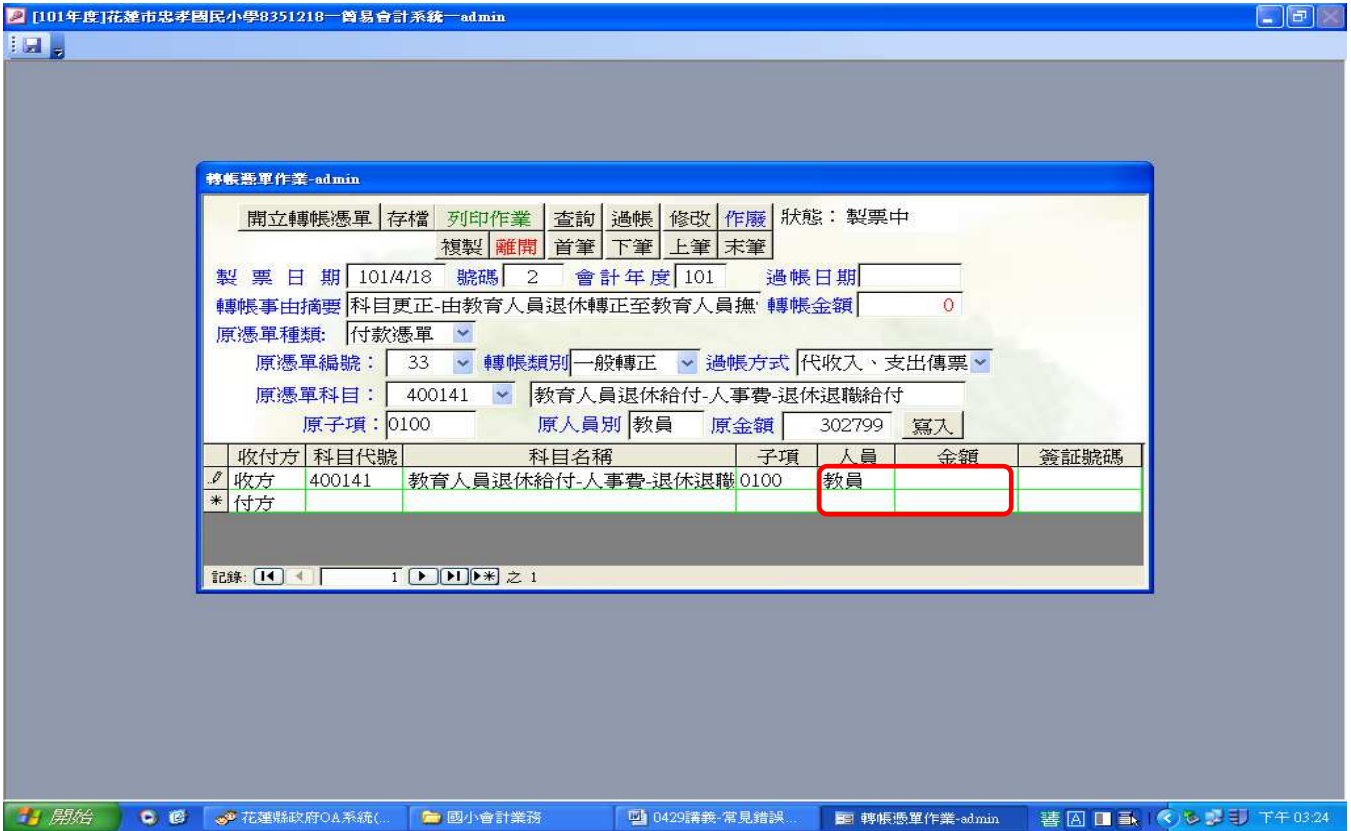 [101年度]花蓮市忠孝國民小學8351218—簡易會計系統—admin
轉帳憑單作業-admin
開立轉帳憑單 存檔 列印作業 查詢 過帳 修改 作廢 狀態：製票中
複製 離開 首筆 下筆 上筆 末筆
製票日期 101/4/18 號碼 2 會計年度 101 過帳日期
轉帳事由摘要 科目更正-由教育人員退休轉正至教育人員撫 轉帳金額 0
原憑單種類: 付款憑單
原憑單編號： 33 轉帳類別 一般轉正 過帳方式 代收入、支出傳票
原憑單科目： 400141 教育人員退休給付-人事費-退休退職給付
原子項：0100 原人員別 教員 原金額 302799 寫入
收付方 科目代號 科目名稱 子項 人員 金額 簽証號碼
收方 400141 教育人員退休給付-人事費-退休退職 0100 教員
* 付方
記錄: 1 之 1
開始 花蓮縣政府OA系統(... 國小會計業務 0429講義-常見錯誤... 轉帳憑單作業-admin A 下午 03:24